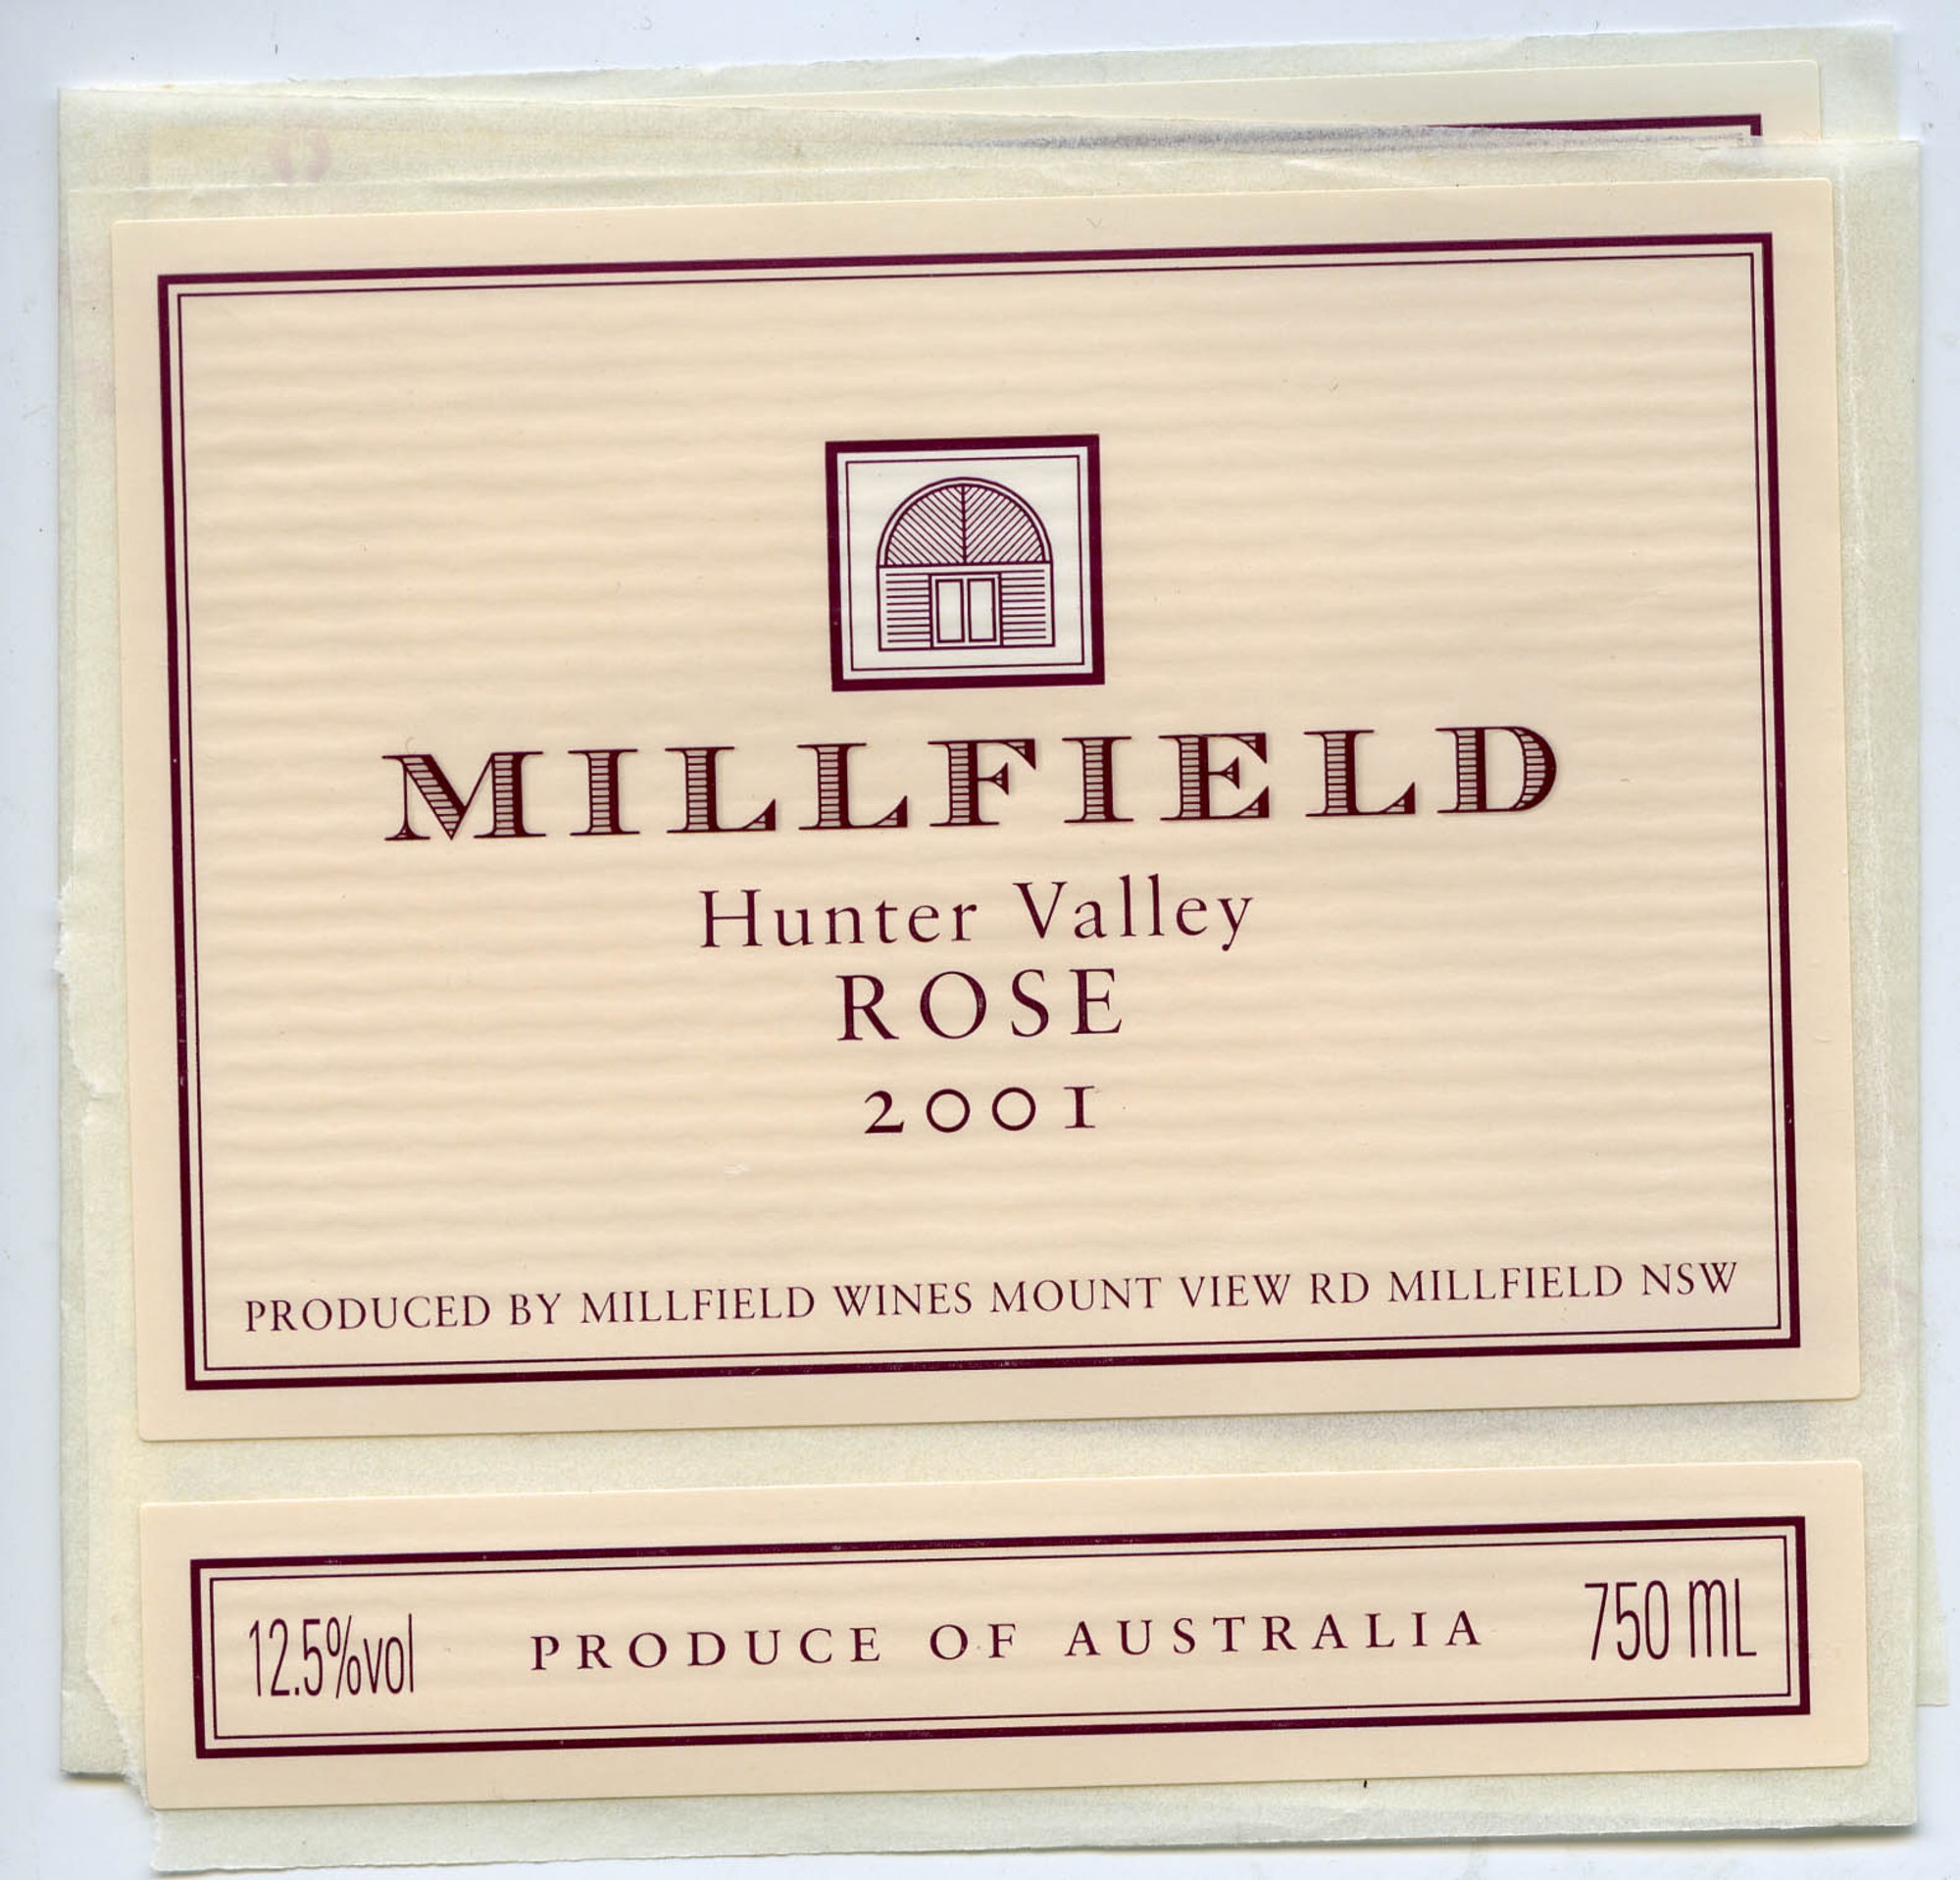 MILLFIELD
Hunter Valley
ROSE
2001
PRODUCED BY MILLFIELD WINES MOUNT VIEW RD MILLFIELD NSW
12.5%vol PRODUCE OF AUSTRALIA 750 mL